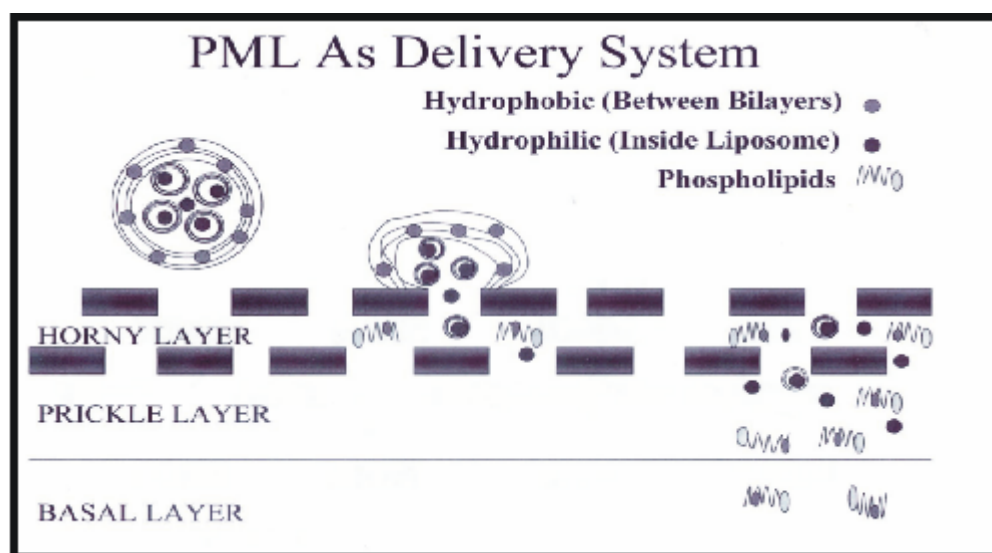 PML As Delivery System
Hydrophobic (Between Bilayers)
Hydrophilic (Inside Liposome)
Phospholipids
HORNY LAYER
PRICKLE LAYER
BASAL LAYER